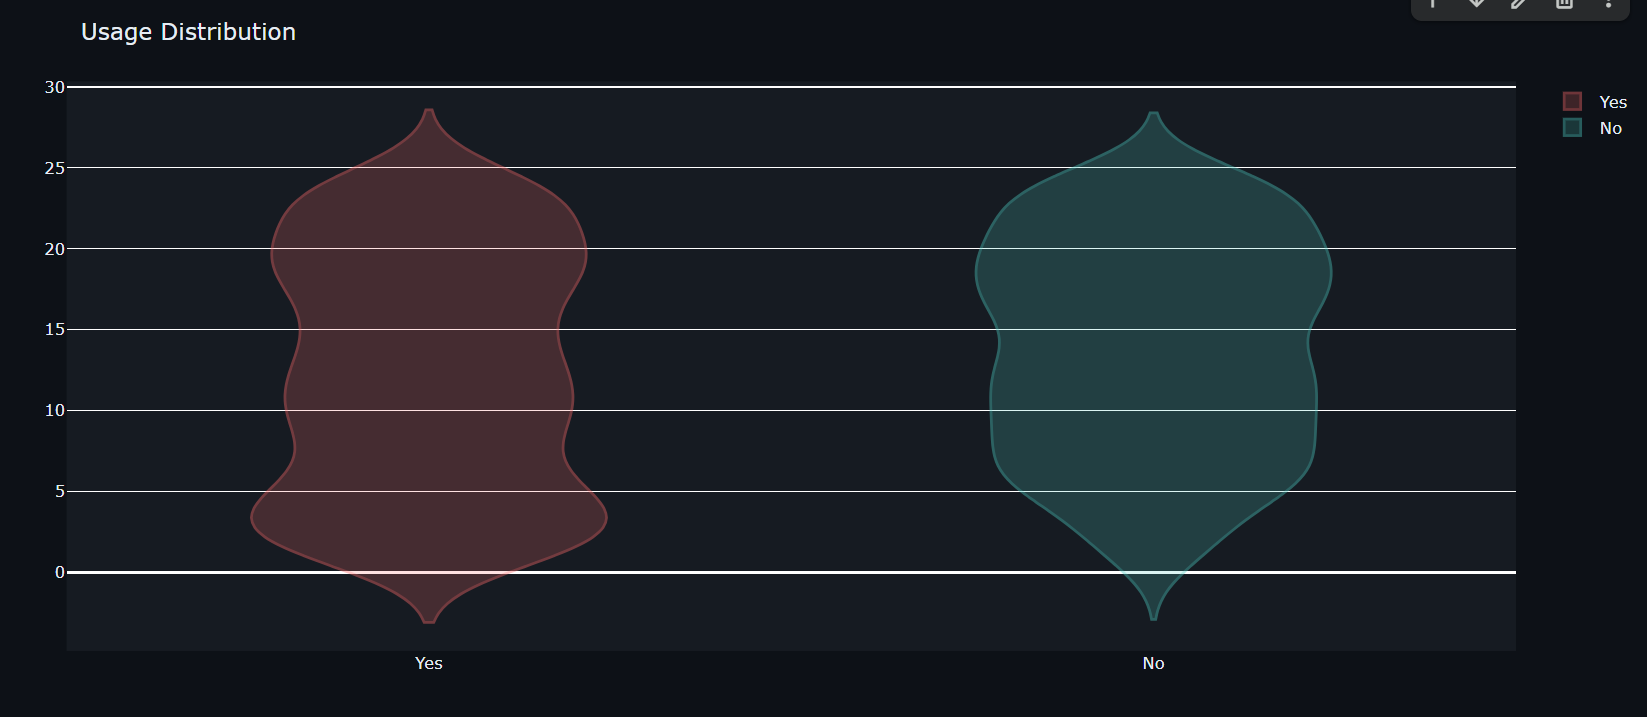 Usage Distribution
30
25
20
15
10
5
0
Yes
No
Yes
No